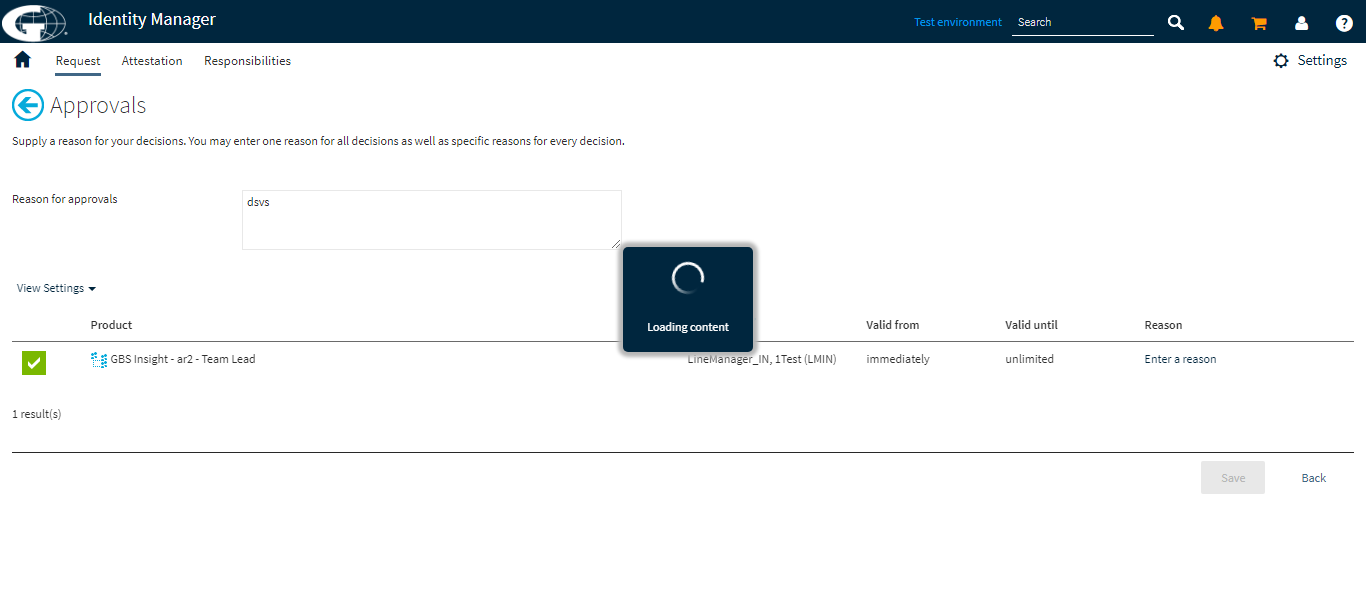 Identity Manager
Test environment
Search
Request
Attestation
Responsibilities
Settings
Approvals
Supply a reason for your decisions. You may enter one reason for all decisions as well as specific reasons for every decision.
Reason for approvals
dsvs
Loading content
View Settings
Product
Valid from
Valid until
Reason
GBS Insight - ar2 - Team Lead
LineManager_IN, 1Test (LMIN)
immediately
unlimited
Enter a reason
1 result(s)
Save
Back